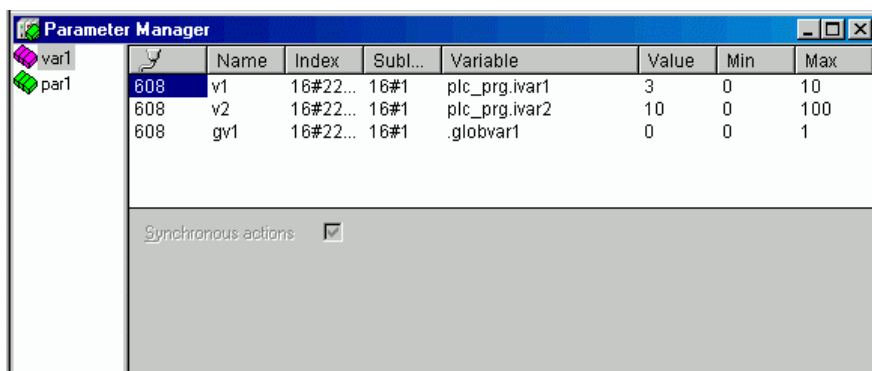 Parameter Manager
var1
par1
Name Index Subl... Variable Value Min Max
608 v1 16#22... 16#1 plc_prg.ivar1 3 0 10
608 v2 16#22... 16#1 plc_prg.ivar2 10 0 100
608 gv1 16#22... 16#1 .globvar1 0 0 1
Synchronous actions